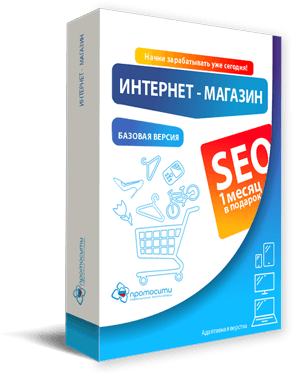 Начни зарабатывать уже сегодня!
ИНТЕРНЕТ - МАГАЗИН
БАЗОВАЯ ВЕРСИЯ
SEO
1 месяц
в подарок
промосити
Адаптивная верстка
ИНТЕРНЕТ - МАГАЗИН
промосити